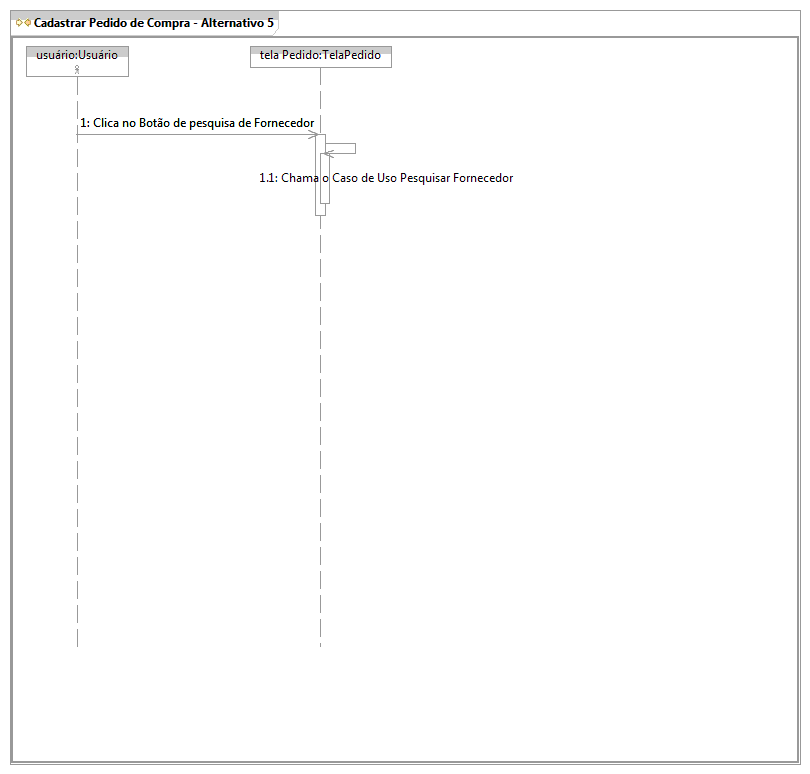 Cadastrar Pedido de Compra - Alternativo 5
usuário:Usuário
tela Pedido:TelaPedido
1: Clica no Botão de pesquisa de Fornecedor
1.1: Chama o Caso de Uso Pesquisar Fornecedor